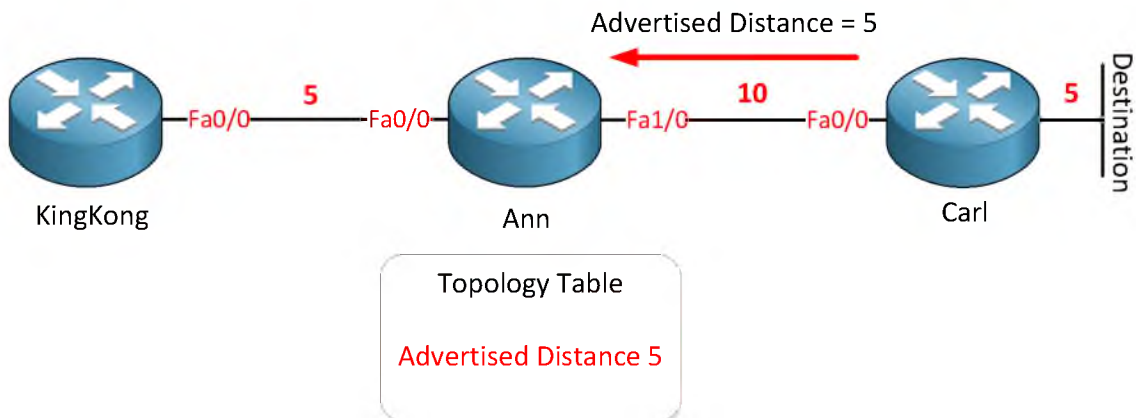 Advertised Distance = 5
5
10
5
Fa0/0
Fa0/0
Fa1/0
Fa0/0
Destination
KingKong
Ann
Carl
Topology Table
Advertised Distance 5